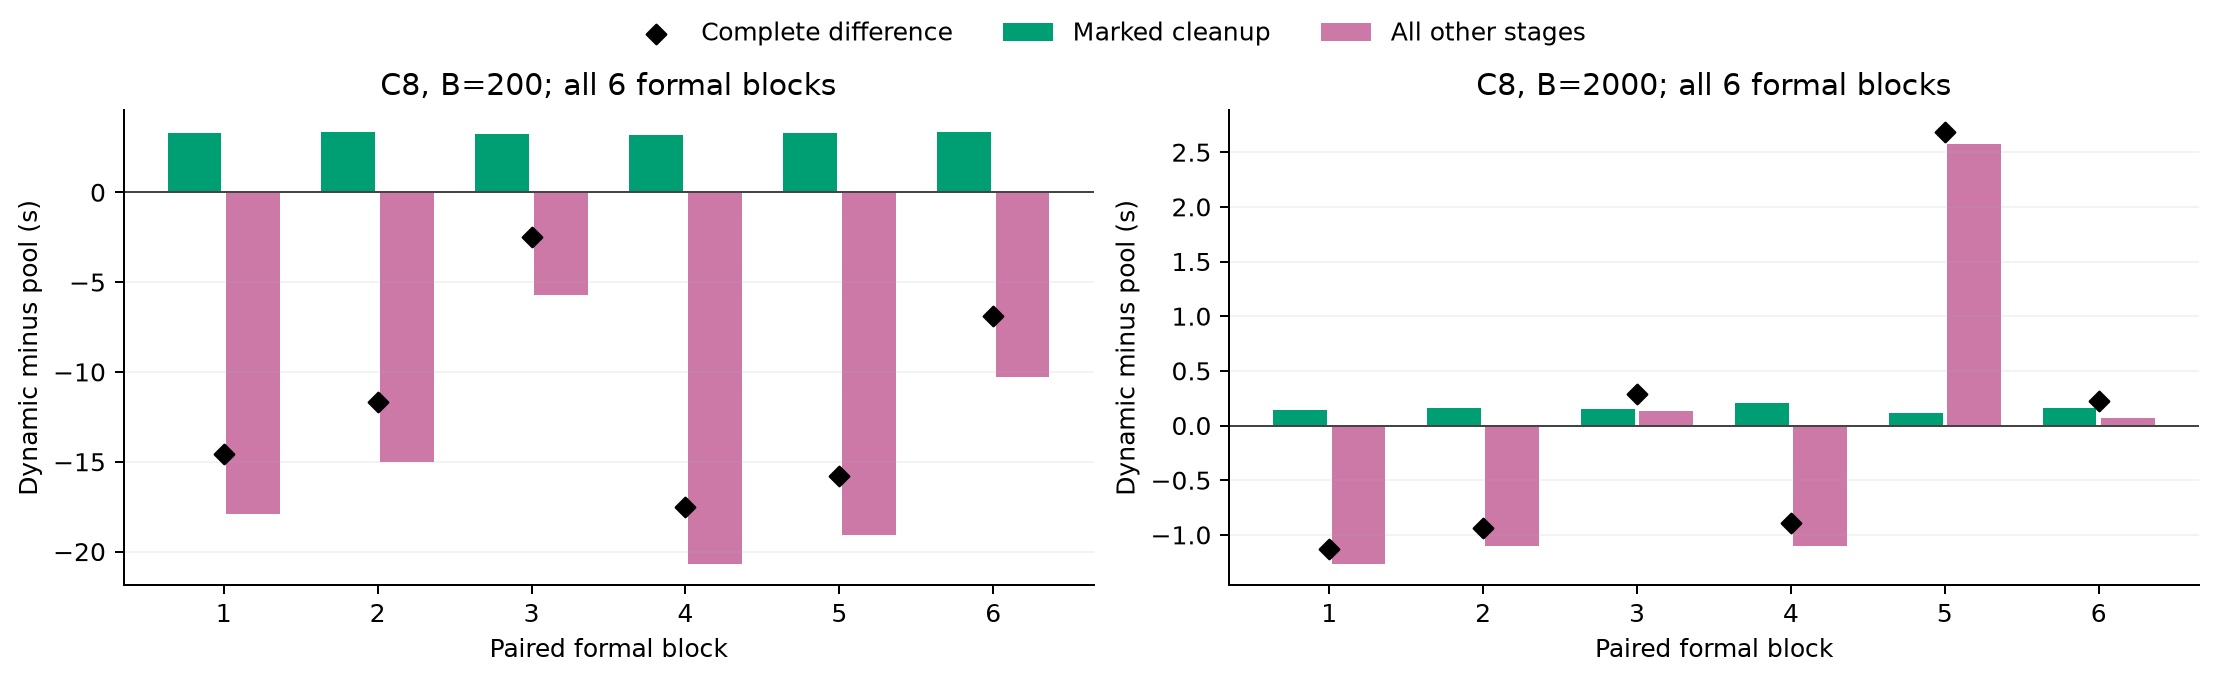 Complete difference
Marked cleanup
All other stages
C8, B=200; all 6 formal blocks
Dynamic minus pool (s)
0
−5
−10
−15
−20
1 2 3 4 5 6
Paired formal block
C8, B=2000; all 6 formal blocks
Dynamic minus pool (s)
2.5
2.0
1.5
1.0
0.5
0.0
−0.5
−1.0
1 2 3 4 5 6
Paired formal block